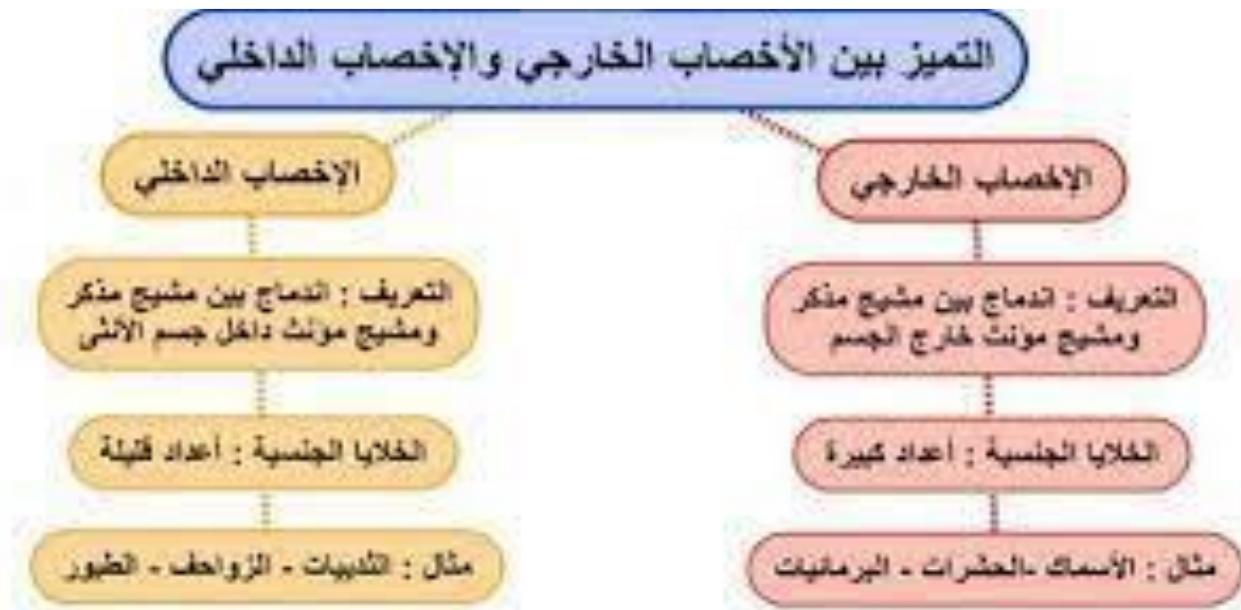 التميز بين الأخصاب الخارجي والإخصاب الداخلي
الإخصاب الخارجي
التعريف : اندماج بين مشيج مذكر
ومشيج مؤنث خارج الجسم
الخلايا الجنسية : أعداد كبيرة
مثال : الأسماك -الحشرات - البرمائيات
الإخصاب الداخلي
التعريف : اندماج بين مشيج مذكر
ومشيج مؤنث داخل جسم الأنثى
الخلايا الجنسية : أعداد قليلة
مثال : الثدييات - الزواحف - الطيور